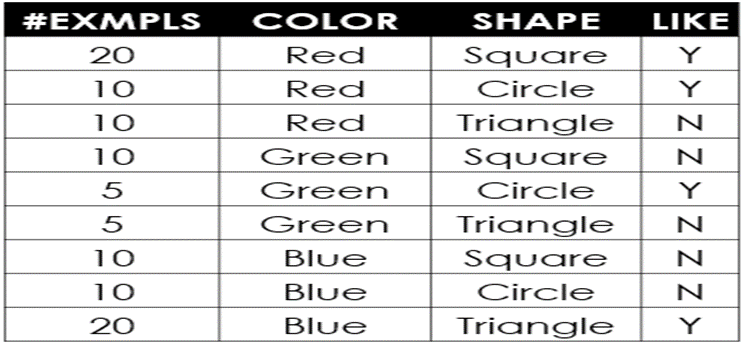 #EXMPLS COLOR SHAPE LIKE
20 Red Square Y
10 Red Circle Y
10 Red Triangle N
10 Green Square N
5 Green Circle Y
5 Green Triangle N
10 Blue Square N
10 Blue Circle N
20 Blue Triangle Y